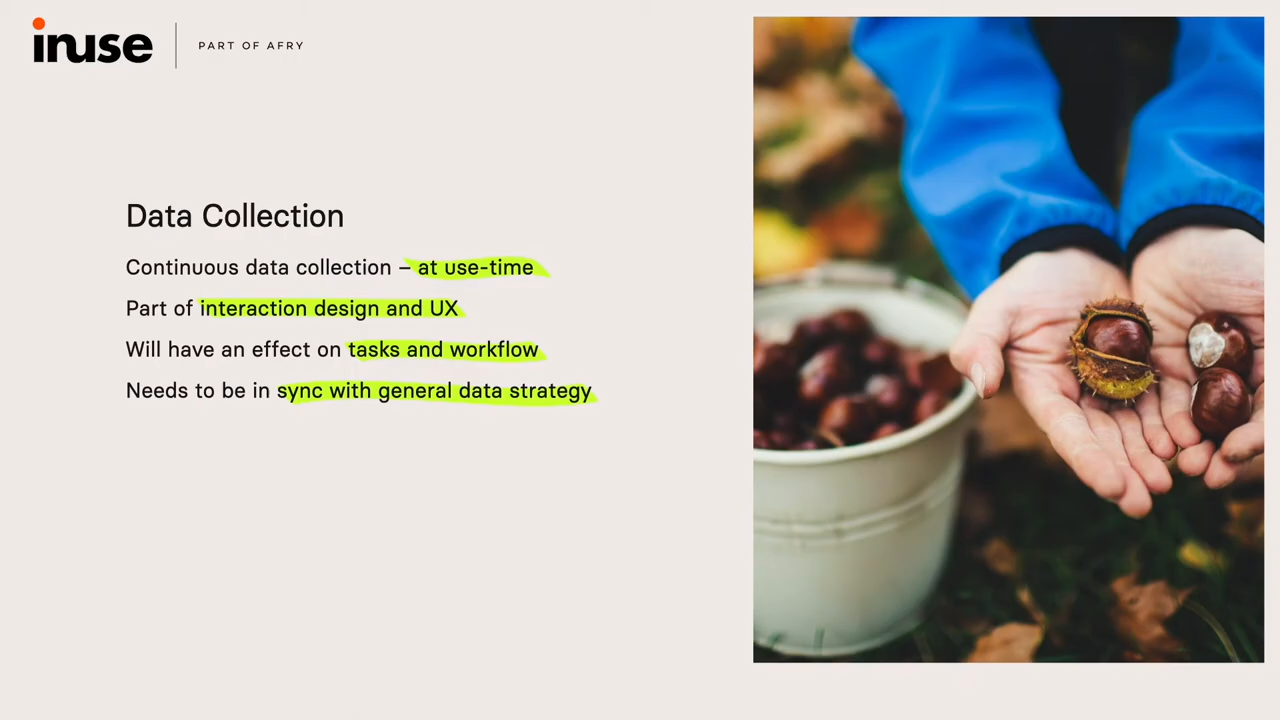 inuse
PART OF AFRY
Data Collection
Continuous data collection – at use-time
Part of interaction design and UX
Will have an effect on tasks and workflow
Needs to be in sync with general data strategy